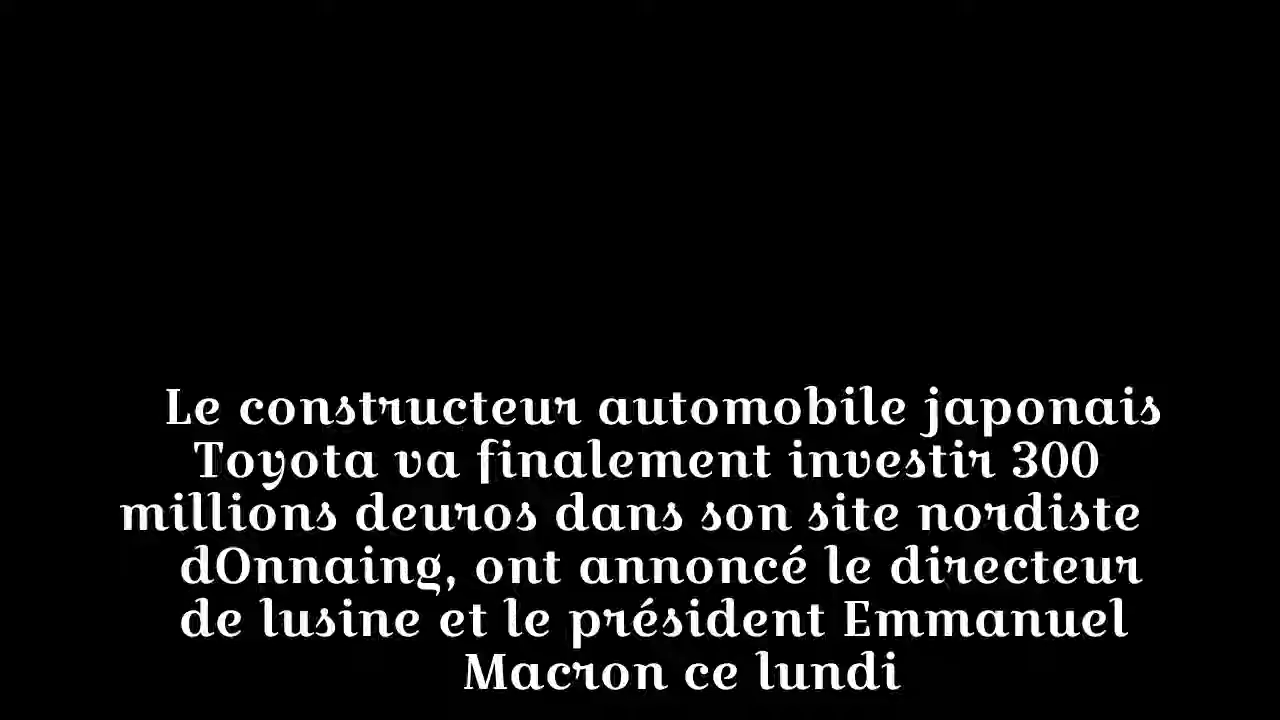 Le constructeur automobile japonais
Toyota va finalement investir 300
millions deuros dans son site nordiste
dOnnaing, ont annoncé le directeur
de lusine et le président Emmanuel
Macron ce lundi